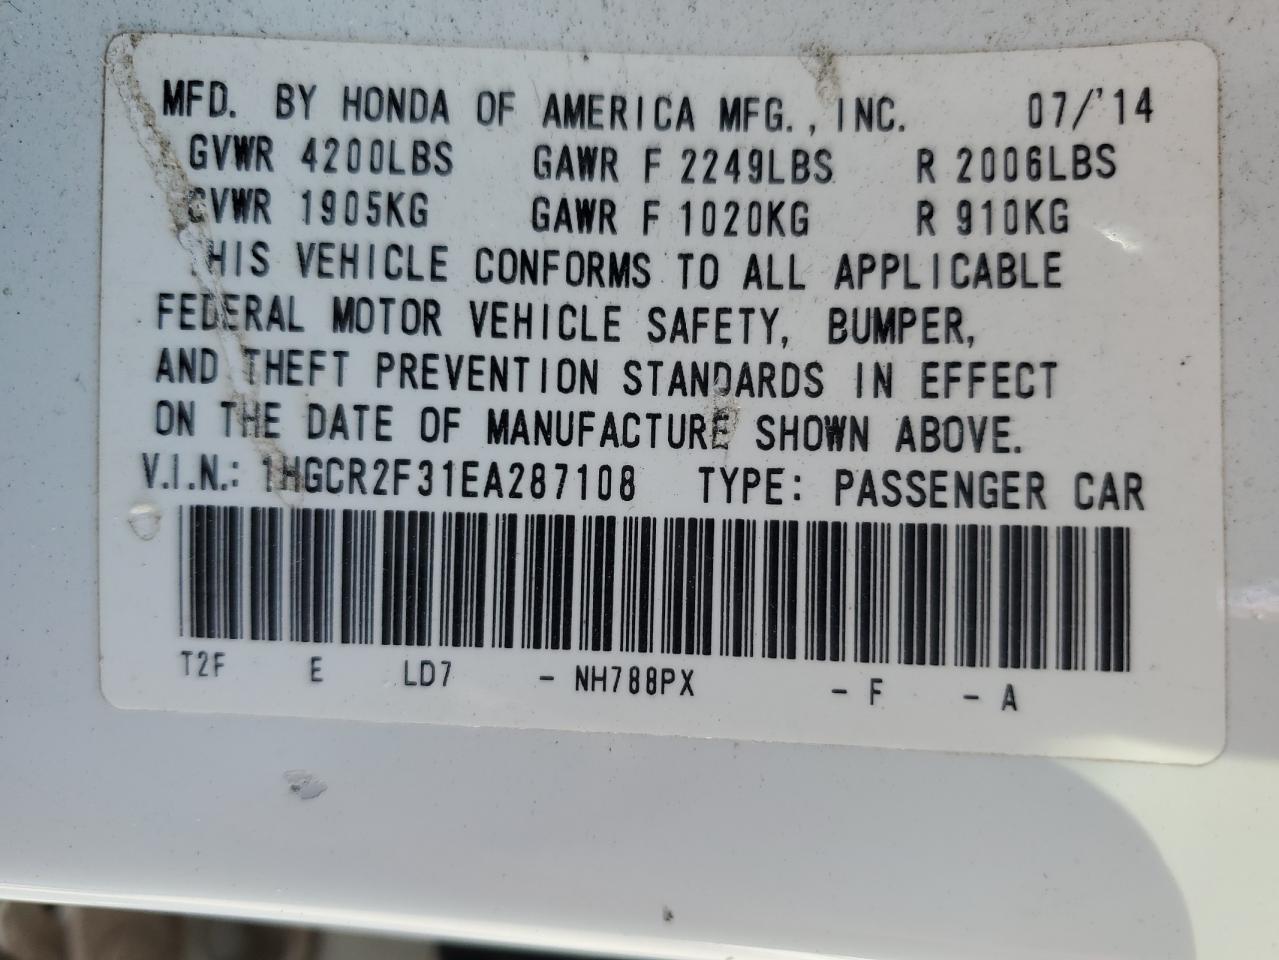 MFD. BY HONDA OF AMERICA MFG., INC. 07/'14
GVWR 4200LBS GAWR F 2249LBS R 2006LBS
GVWR 1905KG GAWR F 1020KG R 910KG
THIS VEHICLE CONFORMS TO ALL APPLICABLE
FEDERAL MOTOR VEHICLE SAFETY, BUMPER,
AND THEFT PREVENTION STANDARDS IN EFFECT
ON THE DATE OF MANUFACTURE SHOWN ABOVE.
V.I.N.: 1HGCR2F31EA287108 TYPE: PASSENGER CAR
T2F E LD7 - NH788PX - F - A